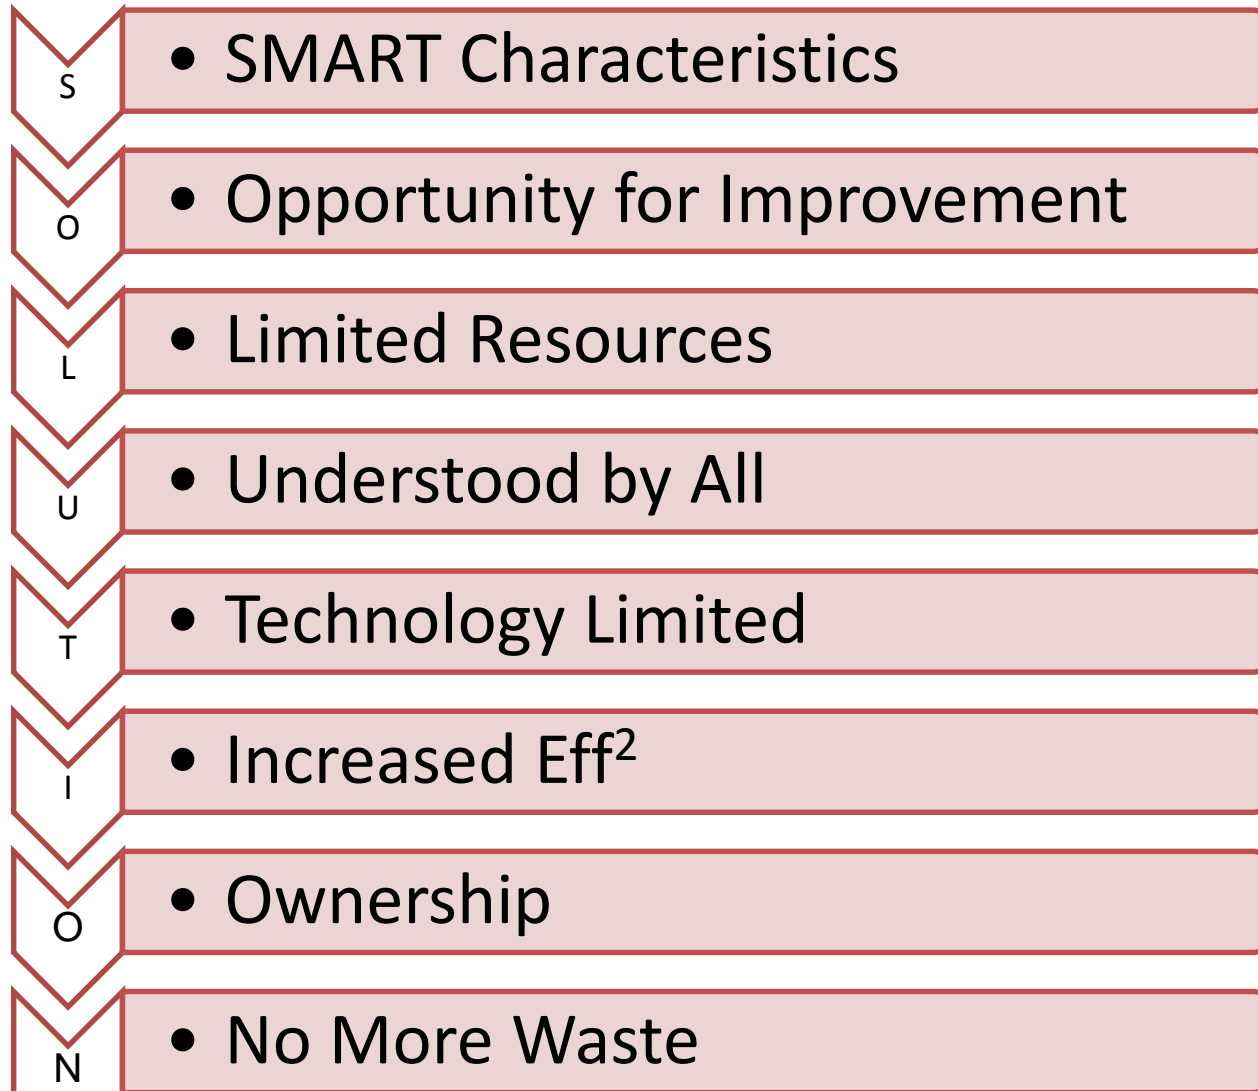 S • SMART Characteristics
O • Opportunity for Improvement
L • Limited Resources
U • Understood by All
T • Technology Limited
I • Increased Eff²
O • Ownership
N • No More Waste